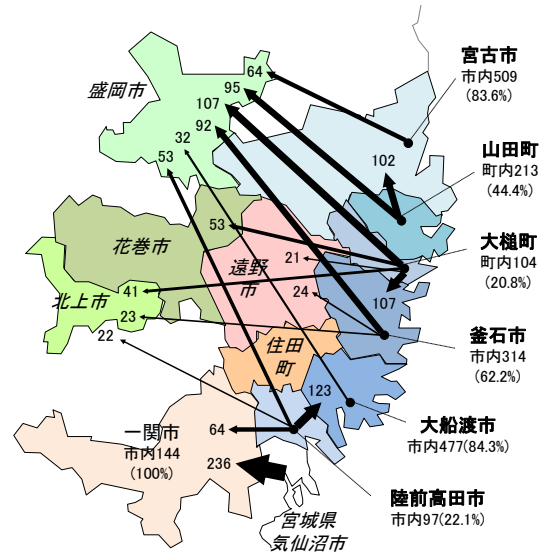 盛岡市
64
95
107
92
32
53
宮古市
市内509
(83.6%)
102
山田町
町内213
(44.4%)
花巻市
53
遠野
市
21
24
大槌町
町内104
(20.8%)
107
北上市
41
23
22
釜石市
市内314
(62.2%)
住田
町
123
大船渡市
市内477(84.3%)
一関市
市内144
(100%)
64
236
陸前高田市
市内97(22.1%)
宮城県
気仙沼市